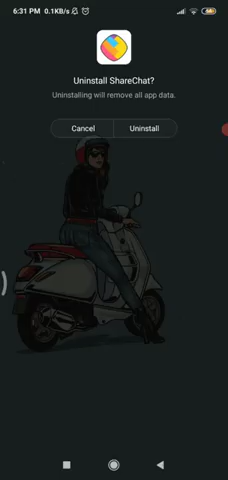 6:31 PM 0.1KB/s
Uninstall ShareChat?
Uninstalling will remove all app data.
Cancel Uninstall